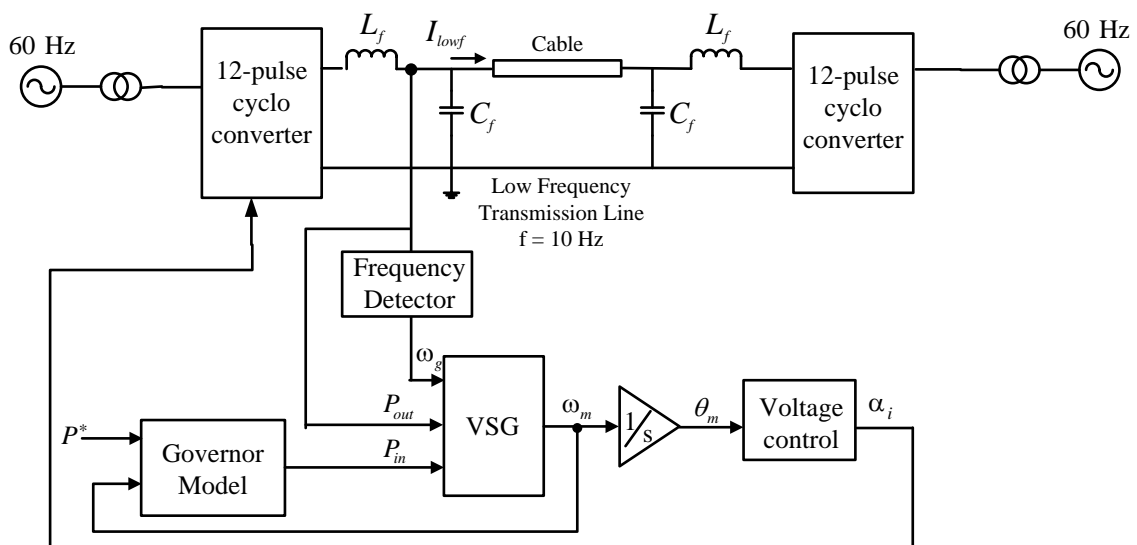 60 Hz
L_f
I_lowf
Cable
L_f
60 Hz
12-pulse
cyclo
converter
C_f
C_f
12-pulse
cyclo
converter
Low Frequency
Transmission Line
f = 10 Hz
Frequency
Detector
ω_g
P_out
P_in
VSG
ω_m
1/s
θ_m
Voltage
control
α_i
P*
Governor
Model